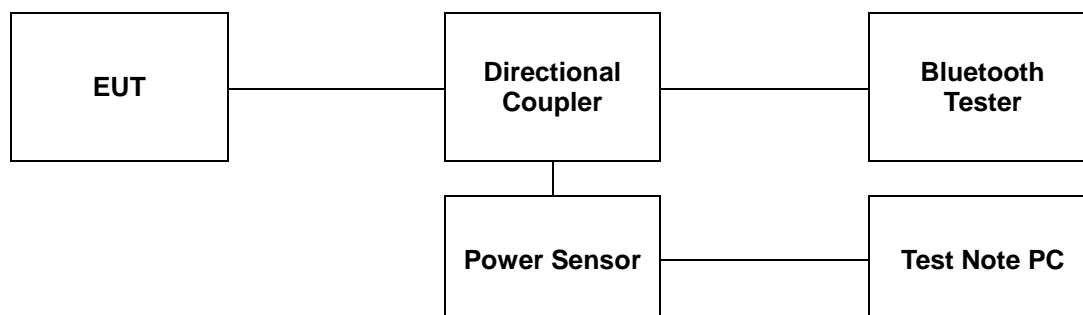 EUT
Directional
Coupler
Bluetooth
Tester
Power Sensor
Test Note PC